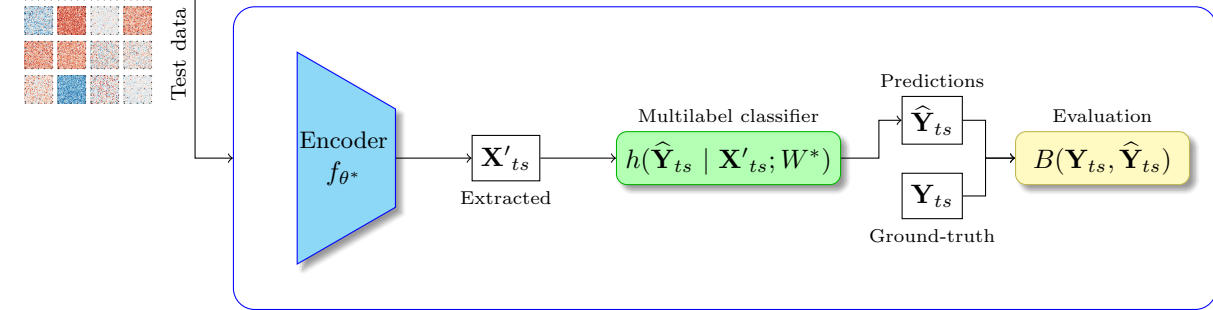 Test data
Encoder
f_{θ*}
X'_{ts}
Extracted
Multilabel classifier
h(Ŷ_{ts} | X'_{ts}; W*)
Predictions
Ŷ_{ts}
Y_{ts}
Ground-truth
Evaluation
B(Y_{ts}, Ŷ_{ts})